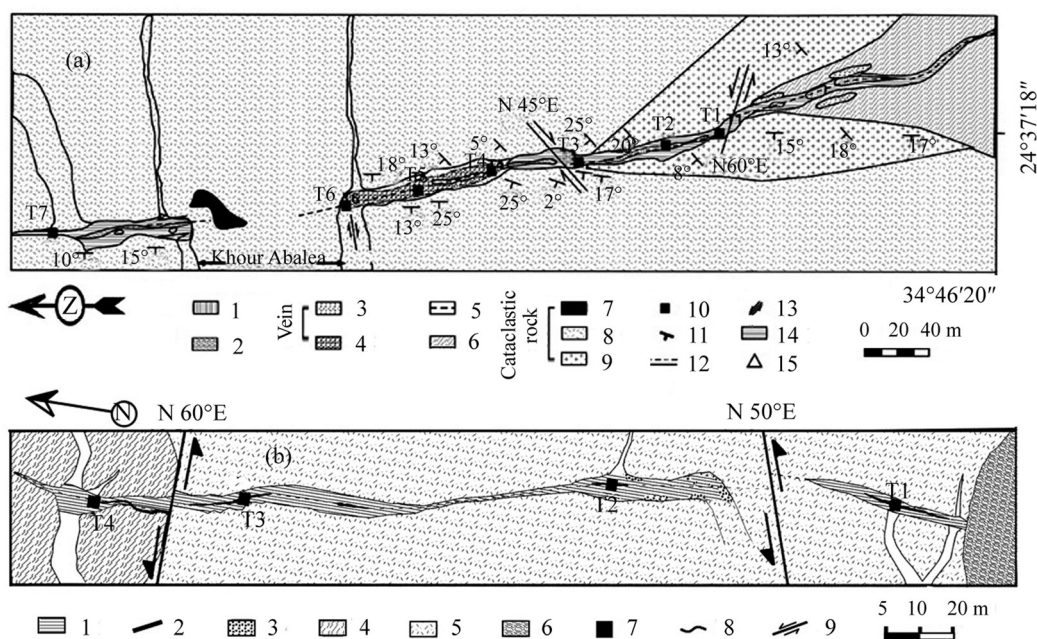 (a)
13°
N 45°E
25°
20°
T2
T1
5°
T3
13°
T4
18°
T5
T6
8°
N60°E
15°
18°
17°
17°
2°
25°
25°
13°
T7
10°
15°
Khour Abalea
24°37′18″
34°46′20″
Z
Vein
Cataclastic rock
1
2
3
4
5
6
7
8
9
10
11
12
13
14
15
0 20 40 m
N
N 60°E
N 50°E
(b)
T4
T3
T2
T1
1 2 3 4 5 6 7 8 9
5 10 20 m